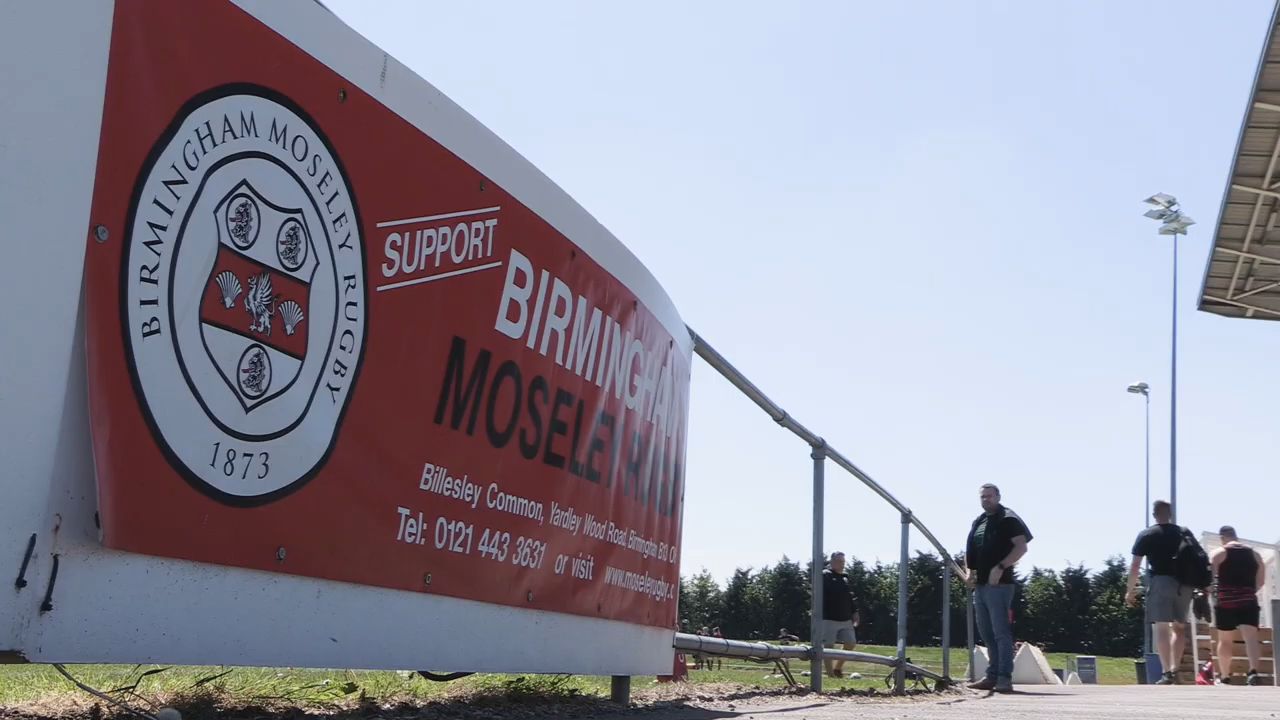 BIRMINGHAM MOSELEY RUGBY
1873
SUPPORT
BIRMINGHAM
MOSELEY
Billesley Common, Yardley Wood Road, Birmingham
Tel: 0121 443 3631 or visit www.moseleyrugby.c